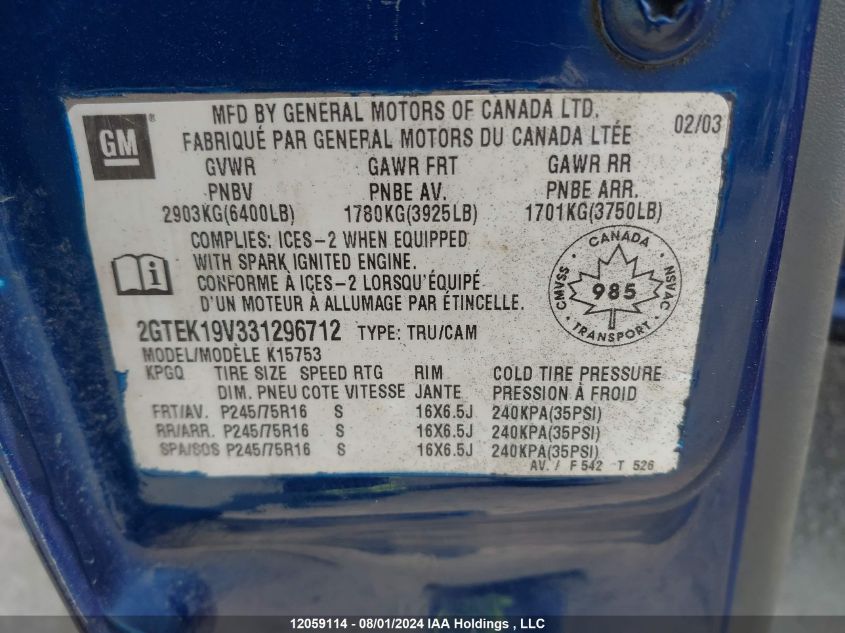 GM
MFD BY GENERAL MOTORS OF CANADA LTD.
02/03
FABRIQUÉ PAR GENERAL MOTORS DU CANADA LTÉE
GVWR GAWR FRT GAWR RR
PNBV PNBE AV. PNBE ARR.
2903KG(6400LB) 1780KG(3925LB) 1701KG(3750LB)
COMPLIES: ICES-2 WHEN EQUIPPED
WITH SPARK IGNITED ENGINE.
CONFORME À ICES-2 LORSQU'ÉQUIPÉ
D'UN MOTEUR À ALLUMAGE PAR ÉTINCELLE.
CANADA
CMVSS 985 NSVAC
TRANSPORT
2GTEK19V331296712 TYPE: TRU/CAM
MODEL/MODÈLE K15753
KPGQ TIRE SIZE SPEED RTG RIM COLD TIRE PRESSURE
DIM. PNEU COTE VITESSE JANTE PRESSION À FROID
FRT/AV. P245/75R16 S 16X6.5J 240KPA(35PSI)
RR/ARR. P245/75R16 S 16X6.5J 240KPA(35PSI)
SPA/SOS P245/75R16 S 16X6.5J 240KPA(35PSI)
AV. / F 542 T 526
12059114 - 08/01/2024 IAA Holdings , LLC